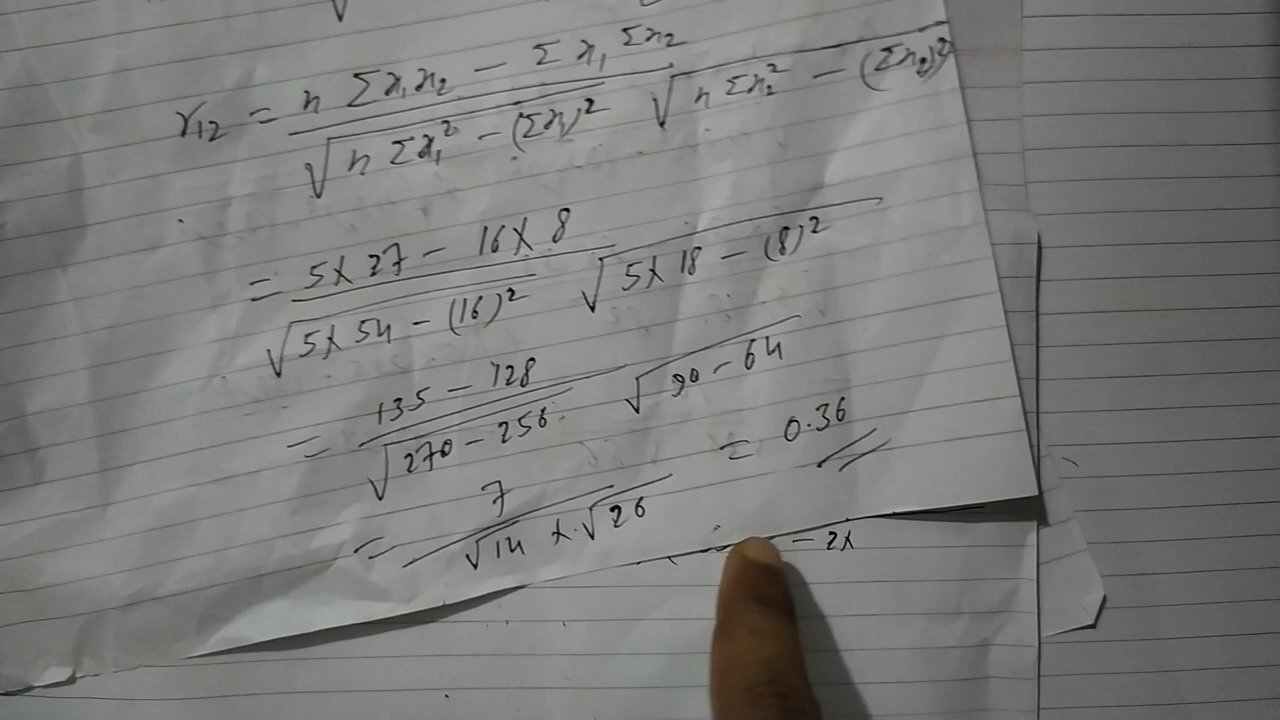 r₁₂ = n Σx₁x₂ − Σx₁ Σx₂ / √(n Σx₁² − (Σx₁)²) √(n Σx₂² − (Σx₂)²)
= 5×27 − 16×8 / √(5×54 − (16)²) √(5×18 − (8)²)
= 135 − 128 / √(270 − 256) √(90 − 64)
= 7 / √14 × √26 = 0.36
− 2x